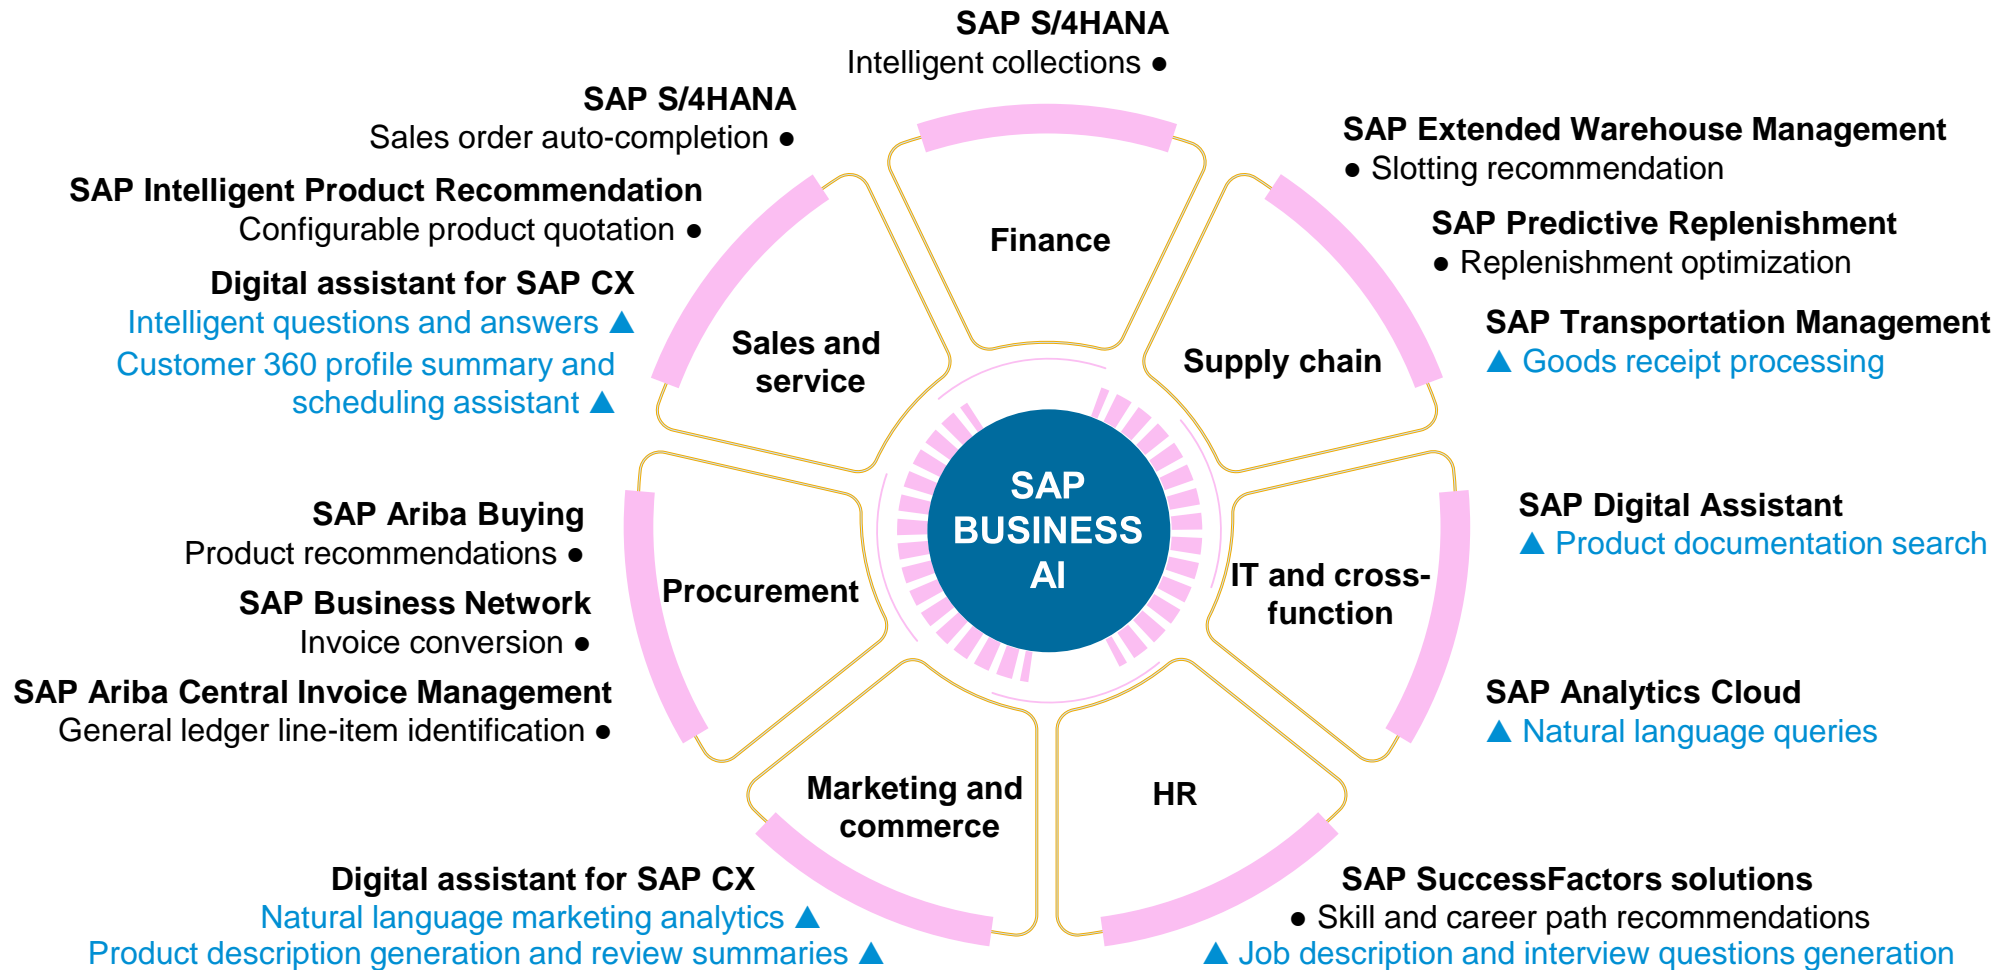 SAP S/4HANA
Intelligent collections ●
SAP S/4HANA
Sales order auto-completion ●
SAP Intelligent Product Recommendation
Configurable product quotation ●
Digital assistant for SAP CX
Intelligent questions and answers ▲
Customer 360 profile summary and
scheduling assistant ▲
SAP Extended Warehouse Management
● Slotting recommendation
SAP Predictive Replenishment
● Replenishment optimization
SAP Transportation Management
▲ Goods receipt processing
Finance
Sales and
service
Supply chain
SAP
BUSINESS
AI
SAP Ariba Buying
Product recommendations ●
SAP Business Network
Invoice conversion ●
SAP Ariba Central Invoice Management
General ledger line-item identification ●
Procurement
IT and cross-
function
SAP Digital Assistant
▲ Product documentation search
SAP Analytics Cloud
▲ Natural language queries
Marketing and
commerce
HR
Digital assistant for SAP CX
Natural language marketing analytics ▲
Product description generation and review summaries ▲
SAP SuccessFactors solutions
● Skill and career path recommendations
▲ Job description and interview questions generation